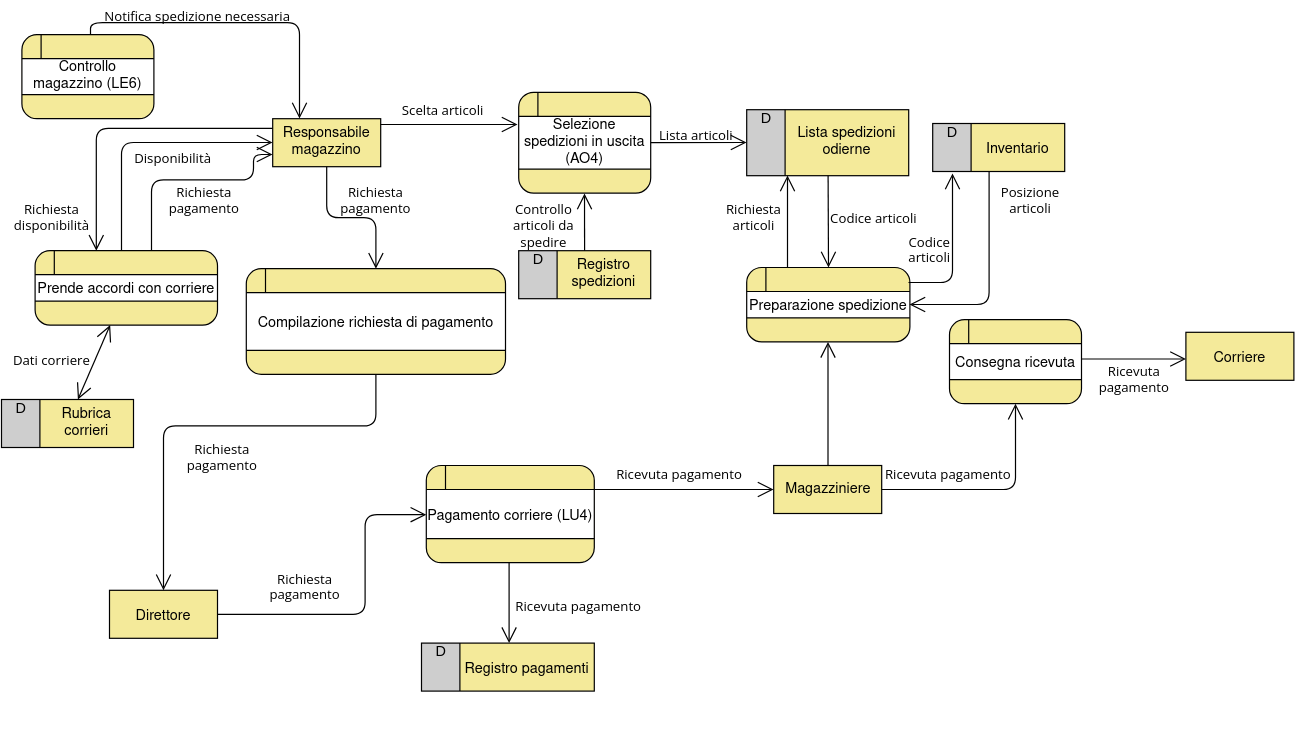 Notifica spedizione necessaria
Controllo
magazzino (LE6)
Responsabile
magazzino
Scelta articoli
Selezione
spedizioni in uscita
(AO4)
Lista articoli
D
Lista spedizioni
odierne
D
Inventario
Disponibilità
Richiesta
pagamento
Richiesta
pagamento
Richiesta
disponibilità
Controllo
articoli da
spedire
Richiesta
articoli
Codice articoli
Posizione
articoli
Codice
articoli
D
Registro
spedizioni
Prende accordi con corriere
Compilazione richiesta di pagamento
Preparazione spedizione
Dati corriere
Consegna ricevuta
Corriere
Ricevuta
pagamento
D
Rubrica
corrieri
Richiesta
pagamento
Ricevuta pagamento
Magazziniere
Ricevuta pagamento
Pagamento corriere (LU4)
Richiesta
pagamento
Direttore
Ricevuta pagamento
D
Registro pagamenti